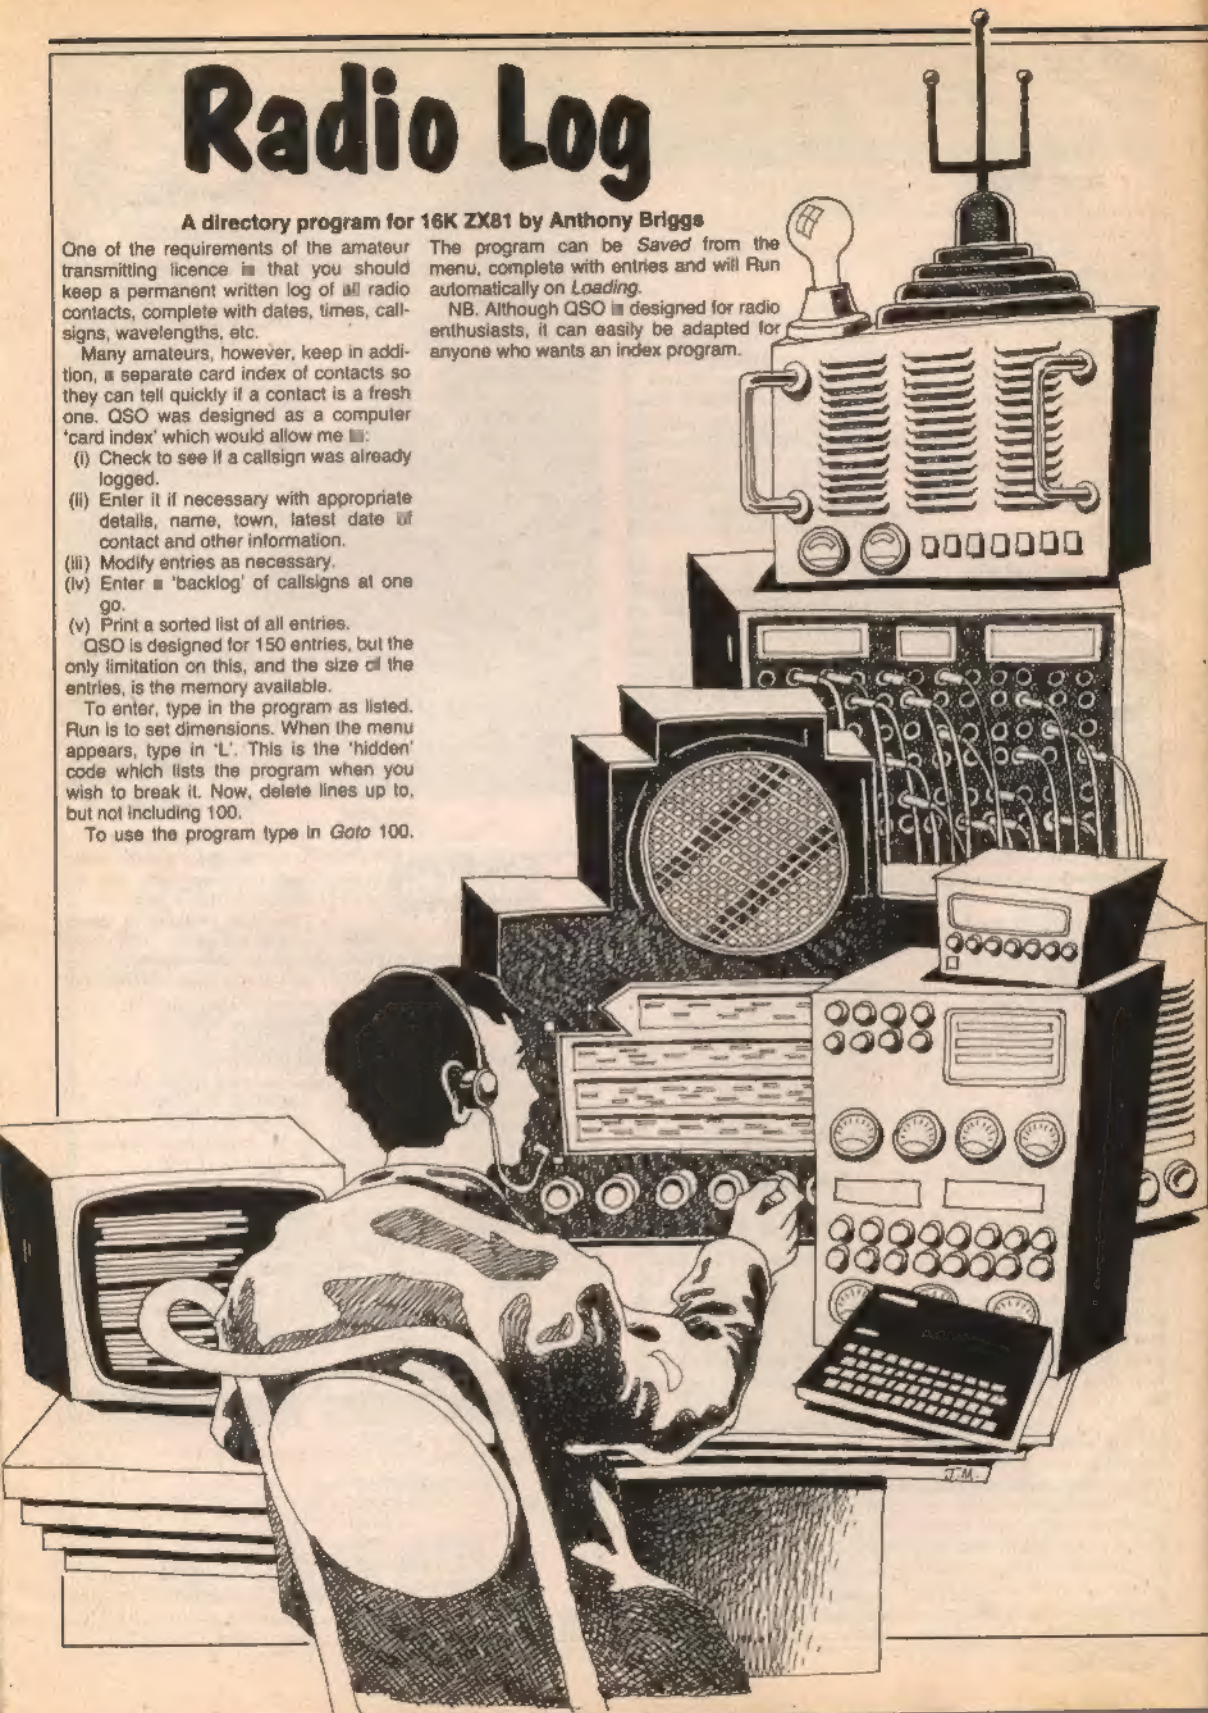 Radio Log
A directory program for 16K ZX81 by Anthony Briggs
One of the requirements of the amateur
transmitting licence is that you should
keep a permanent written log of all radio
contacts, complete with dates, times, call-
signs, wavelengths, etc.
Many amateurs, however, keep in addi-
tion, a separate card index of contacts so
they can tell quickly if a contact is a fresh
one. QSO was designed as a computer
'card index' which would allow me to:
(i) Check to see if a callsign was already
logged.
(ii) Enter it if necessary with appropriate
details, name, town, latest date of
contact and other information.
(iii) Modify entries as necessary.
(iv) Enter a 'backlog' of callsigns at one
go.
(v) Print a sorted list of all entries.
QSO is designed for 150 entries, but the
only limitation on this, and the size of the
entries, is the memory available.
To enter, type in the program as listed.
Run is to set dimensions. When the menu
appears, type in 'L'. This is the 'hidden'
code which lists the program when you
wish to break it. Now, delete lines up to,
but not including 100.
To use the program type in Goto 100.
The program can be Saved from the
menu, complete with entries and will Run
automatically on Loading.
NB. Although QSO is designed for radio
enthusiasts, it can easily be adapted for
anyone who wants an index program.
J.M.